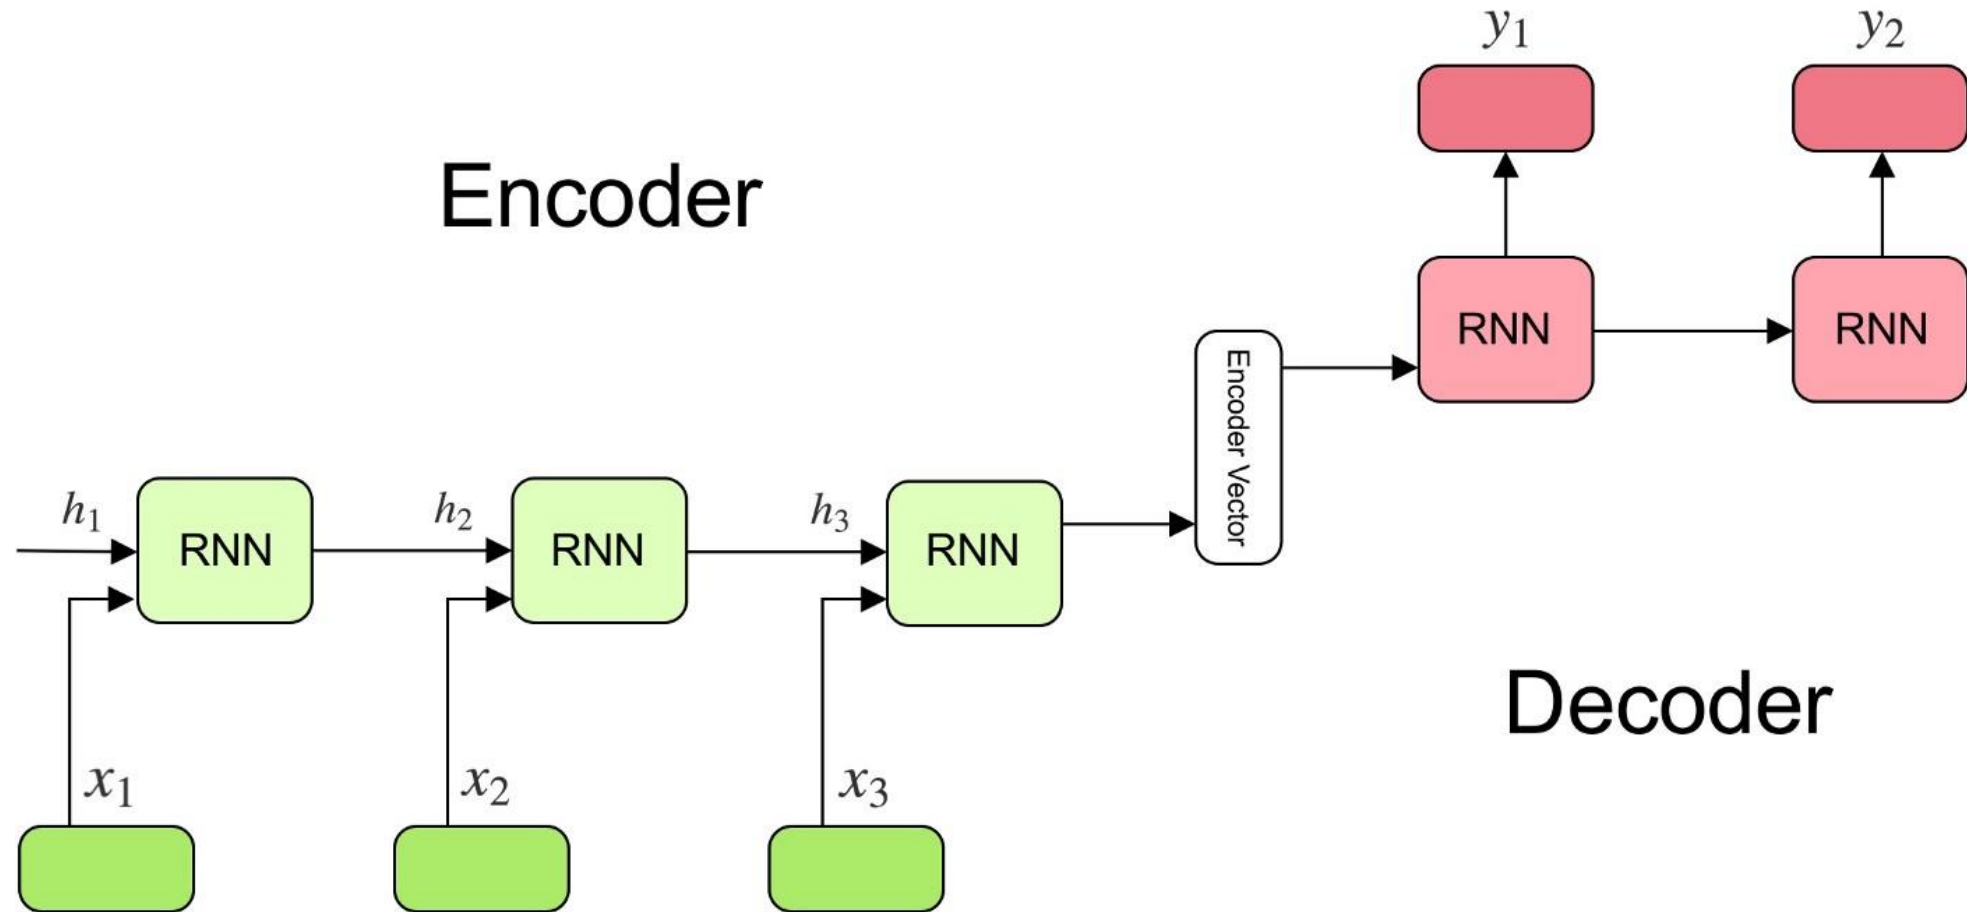 y₁
y₂
Encoder
RNN
RNN
Encoder Vector
h₁
RNN
h₂
RNN
h₃
RNN
Decoder
x₁
x₂
x₃